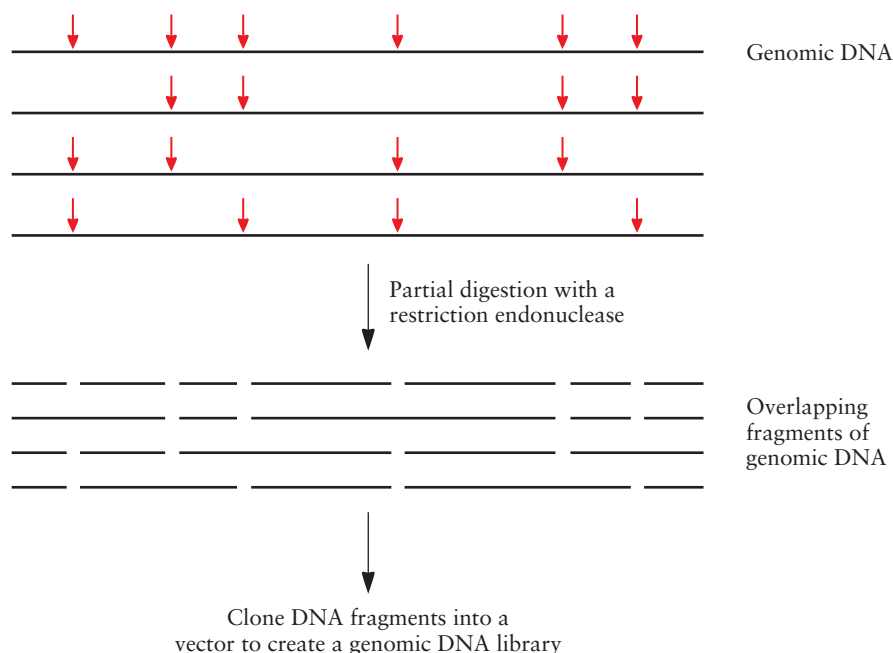 Genomic DNA
Partial digestion with a
restriction endonuclease
Overlapping
fragments of
genomic DNA
Clone DNA fragments into a
vector to create a genomic DNA library